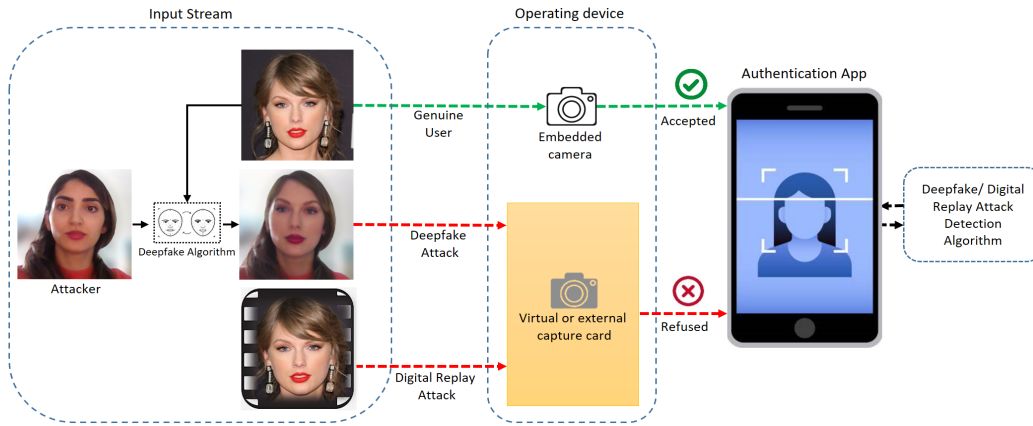 Input Stream
Operating device
Authentication App
Genuine
User
Embedded
camera
Accepted
Deepfake Algorithm
Attacker
Deepfake
Attack
Virtual or external
capture card
Refused
Deepfake/ Digital
Replay Attack
Detection
Algorithm
Digital Replay
Attack